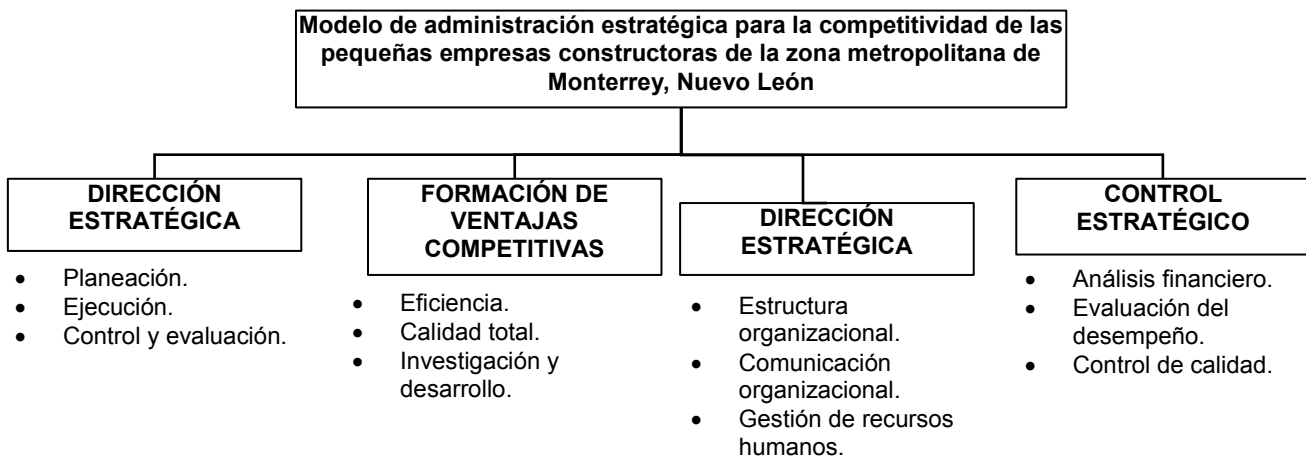 Modelo de administración estratégica para la competitividad de las
pequeñas empresas constructoras de la zona metropolitana de
Monterrey, Nuevo León
DIRECCIÓN
ESTRATÉGICA
• Planeación.
• Ejecución.
• Control y evaluación.
FORMACIÓN DE
VENTAJAS
COMPETITIVAS
• Eficiencia.
• Calidad total.
• Investigación y
desarrollo.
DIRECCIÓN
ESTRATÉGICA
• Estructura
organizacional.
• Comunicación
organizacional.
• Gestión de recursos
humanos.
CONTROL
ESTRATÉGICO
• Análisis financiero.
• Evaluación del
desempeño.
• Control de calidad.